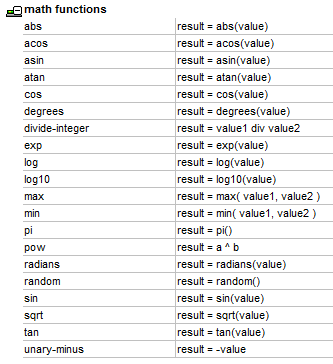 math functions
abs result = abs(value)
acos result = acos(value)
asin result = asin(value)
atan result = atan(value)
cos result = cos(value)
degrees result = degrees(value)
divide-integer result = value1 div value2
exp result = exp(value)
log result = log(value)
log10 result = log10(value)
max result = max( value1, value2 )
min result = min( value1, value2 )
pi result = pi()
pow result = a ^ b
radians result = radians(value)
random result = random()
sin result = sin(value)
sqrt result = sqrt(value)
tan result = tan(value)
unary-minus result = -value